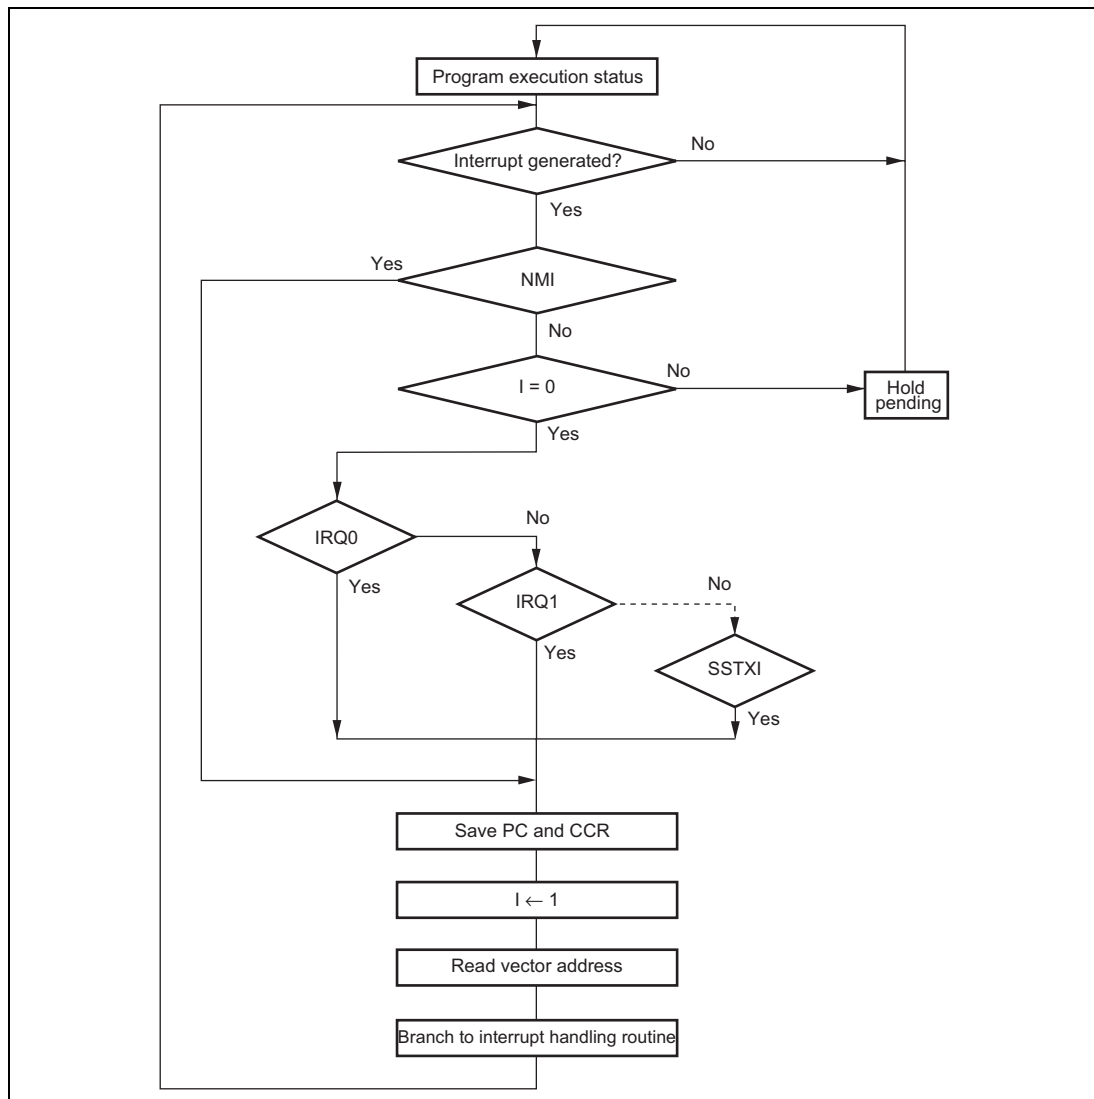 Program execution status
No
Interrupt generated?
Yes
Yes
NMI
No
No
I = 0
Hold
pending
Yes
No
IRQ0
No
Yes
IRQ1
Yes
SSTXI
Yes
Save PC and CCR
I ← 1
Read vector address
Branch to interrupt handling routine